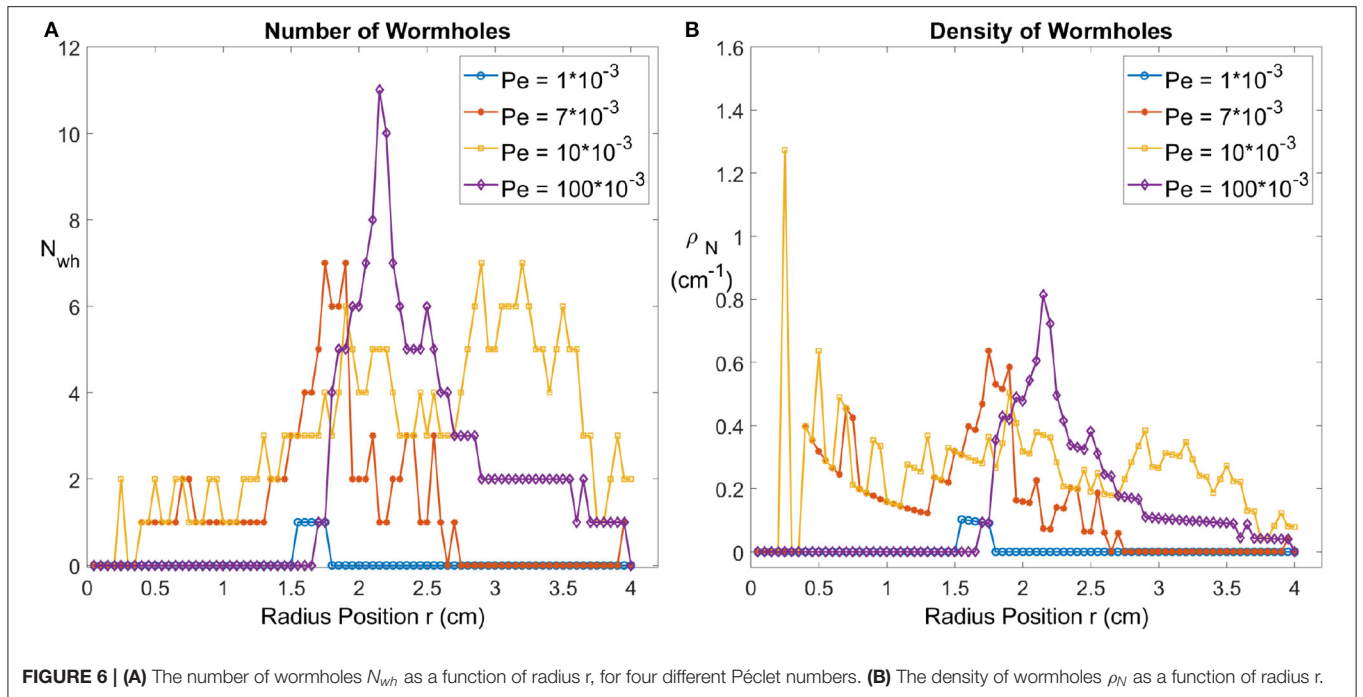 A
Number of Wormholes
12
10
8
6
4
2
0
N_wh
Pe = 1*10^-3
Pe = 7*10^-3
Pe = 10*10^-3
Pe = 100*10^-3
0 0.5 1 1.5 2 2.5 3 3.5 4
Radius Position r (cm)
B
Density of Wormholes
1.6
1.4
1.2
1
0.8
0.6
0.4
0.2
0
ρ_N
(cm^-1)
Pe = 1*10^-3
Pe = 7*10^-3
Pe = 10*10^-3
Pe = 100*10^-3
0 0.5 1 1.5 2 2.5 3 3.5 4
Radius Position r (cm)
FIGURE 6 | (A) The number of wormholes N_wh as a function of radius r, for four different Péclet numbers. (B) The density of wormholes ρ_N as a function of radius r.